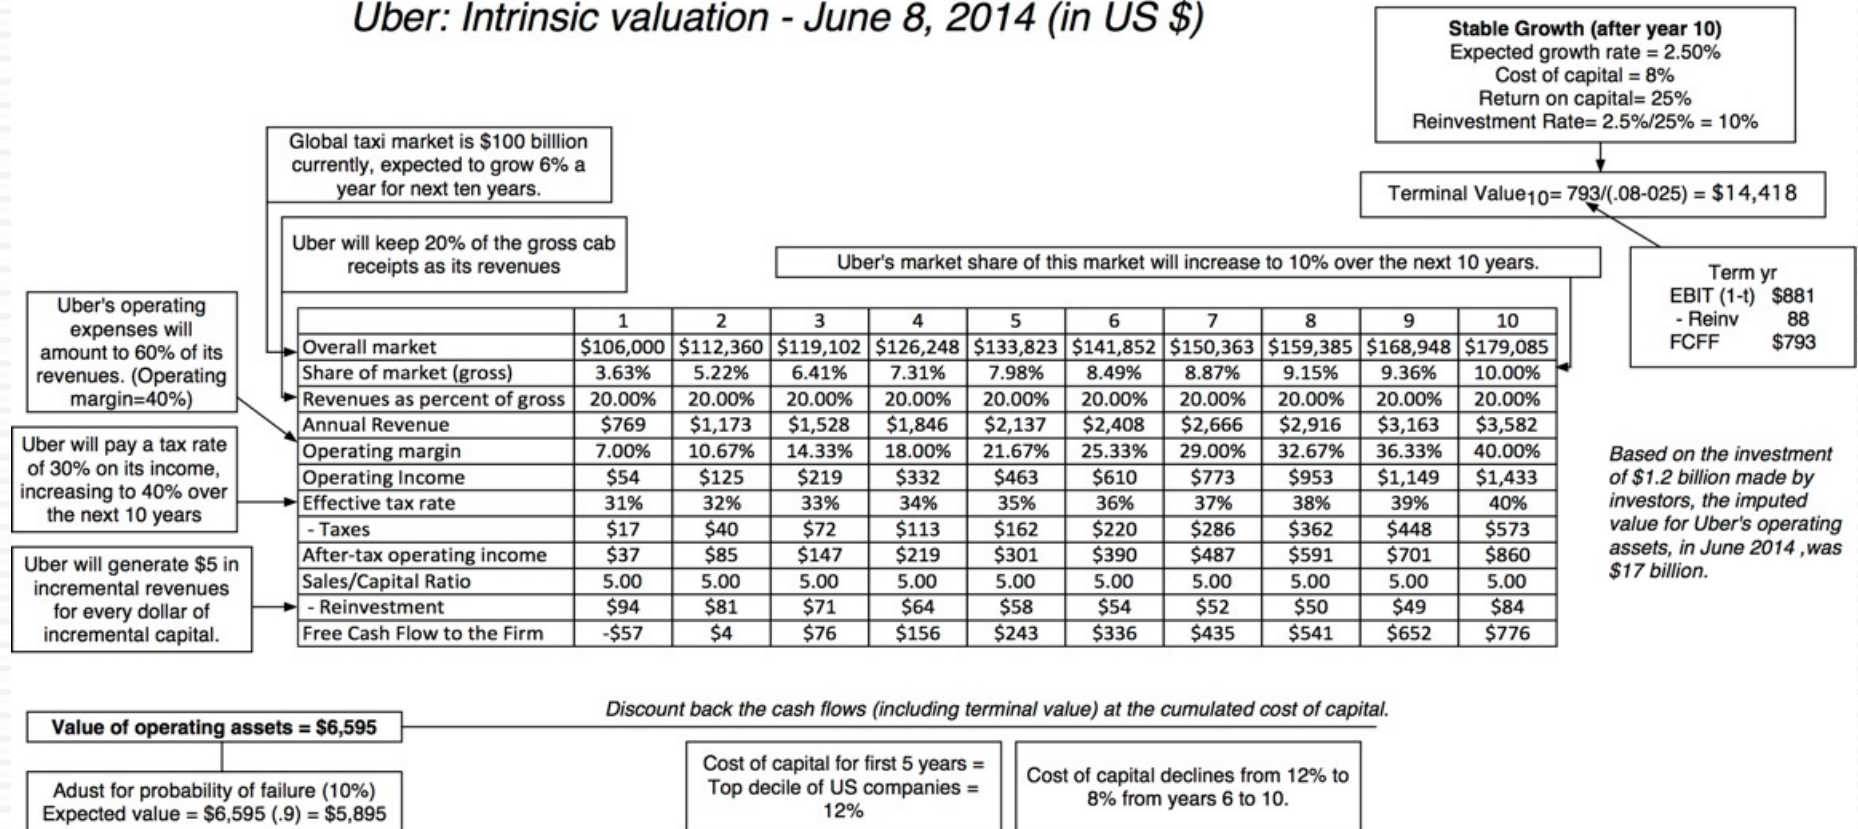 Uber: Intrinsic valuation - June 8, 2014 (in US $)
Stable Growth (after year 10)
Expected growth rate = 2.50%
Cost of capital = 8%
Return on capital= 25%
Reinvestment Rate= 2.5%/25% = 10%
Global taxi market is $100 billlion
currently, expected to grow 6% a
year for next ten years.
Terminal Value10= 793/(.08-025) = $14,418
Uber will keep 20% of the gross cab
receipts as its revenues
Uber's market share of this market will increase to 10% over the next 10 years.
Term yr
EBIT (1-t) $881
- Reinv 88
FCFF $793
Uber's operating
expenses will
amount to 60% of its
revenues. (Operating
margin=40%)
Uber will pay a tax rate
of 30% on its income,
increasing to 40% over
the next 10 years
Uber will generate $5 in
incremental revenues
for every dollar of
incremental capital.
1 2 3 4 5 6 7 8 9 10
Overall market $106,000 $112,360 $119,102 $126,248 $133,823 $141,852 $150,363 $159,385 $168,948 $179,085
Share of market (gross) 3.63% 5.22% 6.41% 7.31% 7.98% 8.49% 8.87% 9.15% 9.36% 10.00%
Revenues as percent of gross 20.00% 20.00% 20.00% 20.00% 20.00% 20.00% 20.00% 20.00% 20.00% 20.00%
Annual Revenue $769 $1,173 $1,528 $1,846 $2,137 $2,408 $2,666 $2,916 $3,163 $3,582
Operating margin 7.00% 10.67% 14.33% 18.00% 21.67% 25.33% 29.00% 32.67% 36.33% 40.00%
Operating Income $54 $125 $219 $332 $463 $610 $773 $953 $1,149 $1,433
Effective tax rate 31% 32% 33% 34% 35% 36% 37% 38% 39% 40%
- Taxes $17 $40 $72 $113 $162 $220 $286 $362 $448 $573
After-tax operating income $37 $85 $147 $219 $301 $390 $487 $591 $701 $860
Sales/Capital Ratio 5.00 5.00 5.00 5.00 5.00 5.00 5.00 5.00 5.00 5.00
- Reinvestment $94 $81 $71 $64 $58 $54 $52 $50 $49 $84
Free Cash Flow to the Firm -$57 $4 $76 $156 $243 $336 $435 $541 $652 $776
Based on the investment
of $1.2 billion made by
investors, the imputed
value for Uber's operating
assets, in June 2014 ,was
$17 billion.
Discount back the cash flows (including terminal value) at the cumulated cost of capital.
Value of operating assets = $6,595
Adust for probability of failure (10%)
Expected value = $6,595 (.9) = $5,895
Cost of capital for first 5 years =
Top decile of US companies =
12%
Cost of capital declines from 12% to
8% from years 6 to 10.